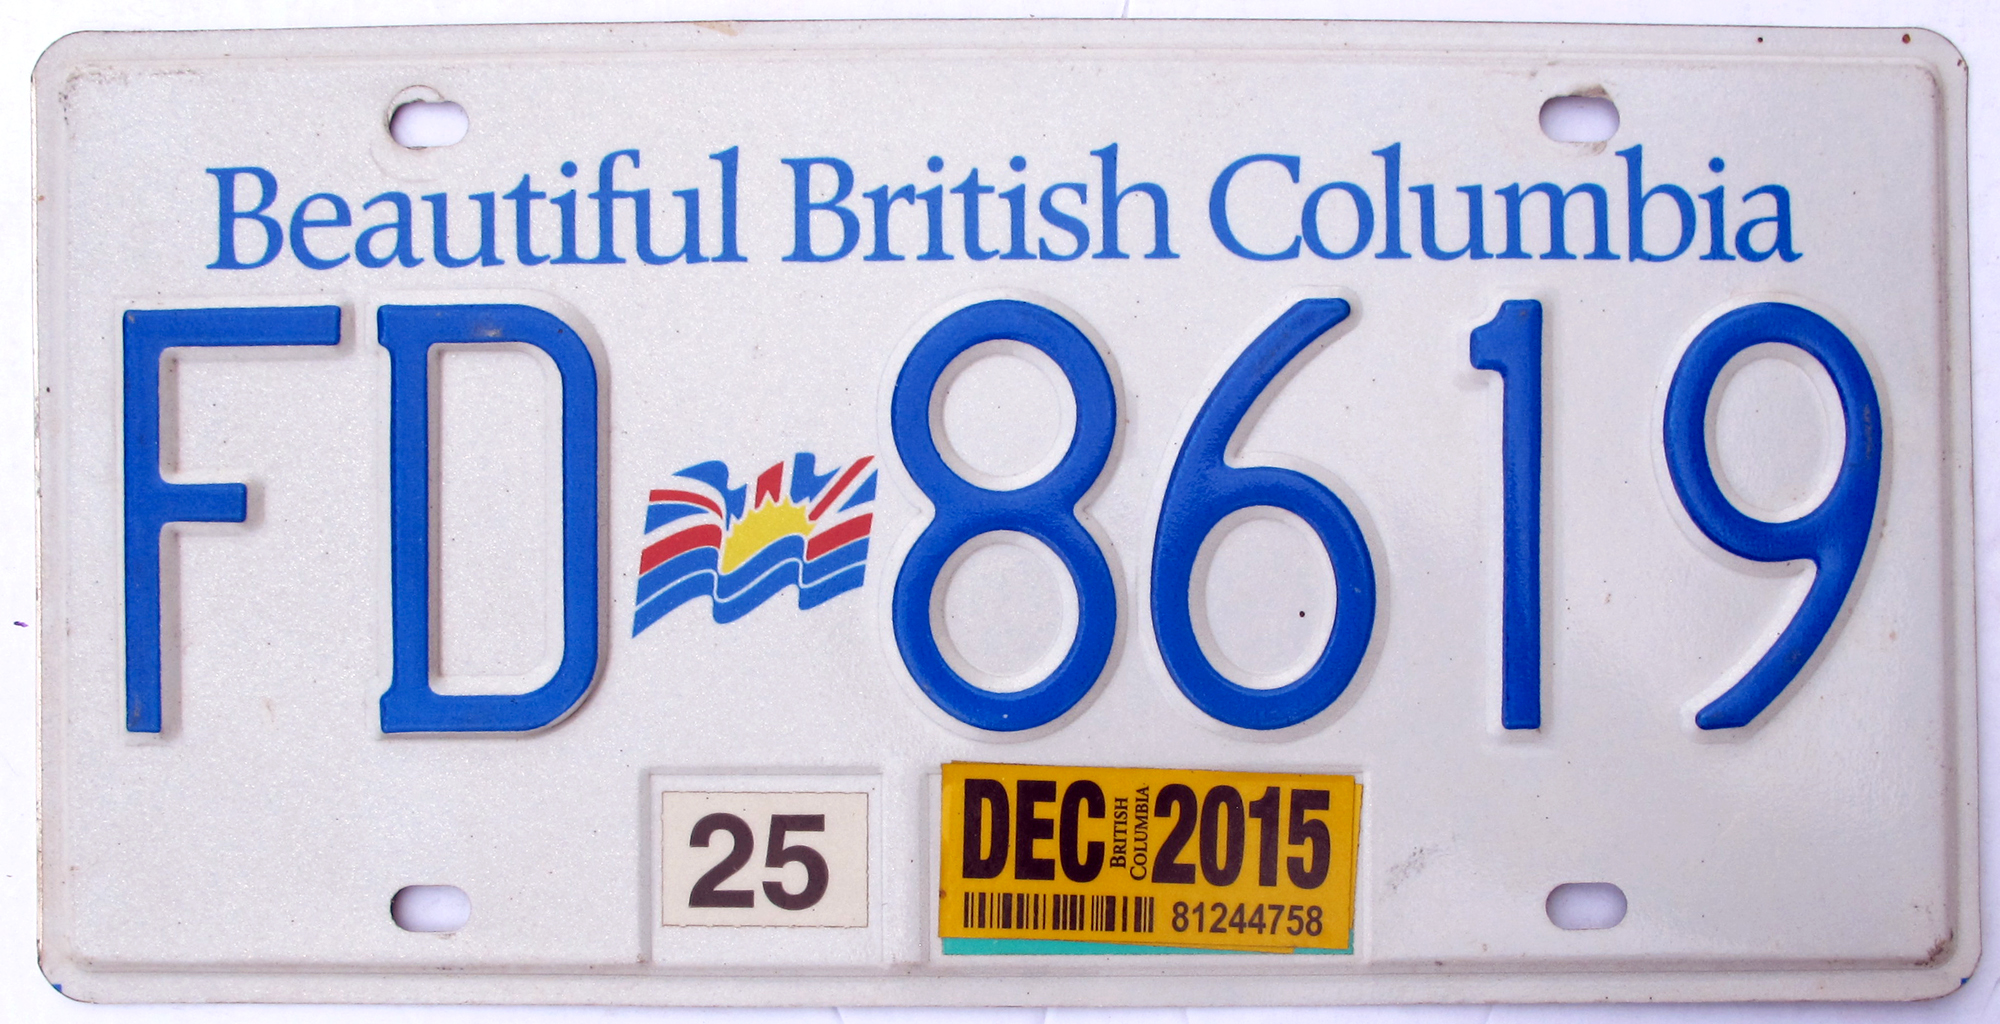 Beautiful British Columbia
FD 8619
25
DEC BRITISH COLUMBIA 2015
81244758